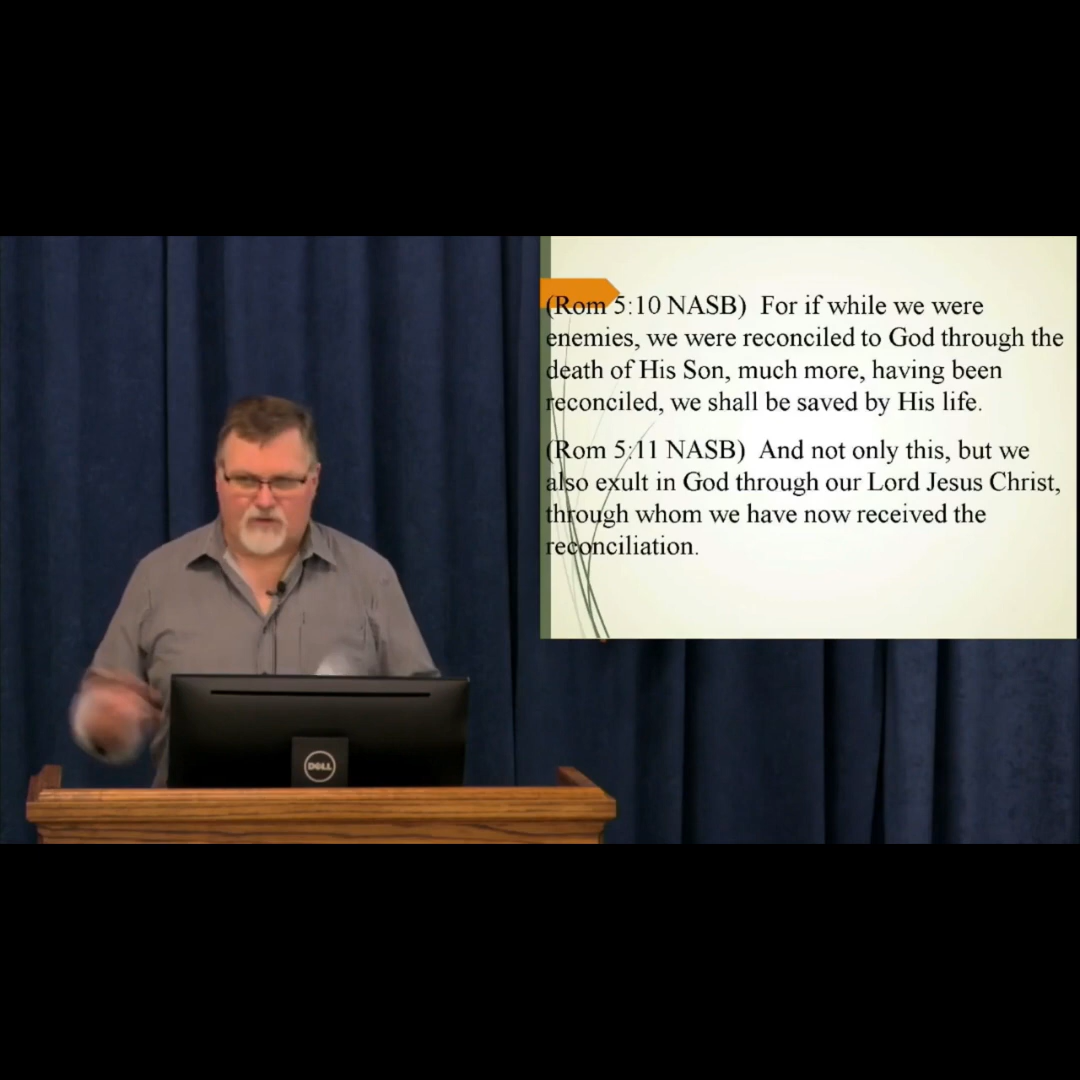 (Rom 5:10 NASB)  For if while we were
enemies, we were reconciled to God through the
death of His Son, much more, having been
reconciled, we shall be saved by His life.
(Rom 5:11 NASB)  And not only this, but we
also exult in God through our Lord Jesus Christ,
through whom we have now received the
reconciliation.
DELL